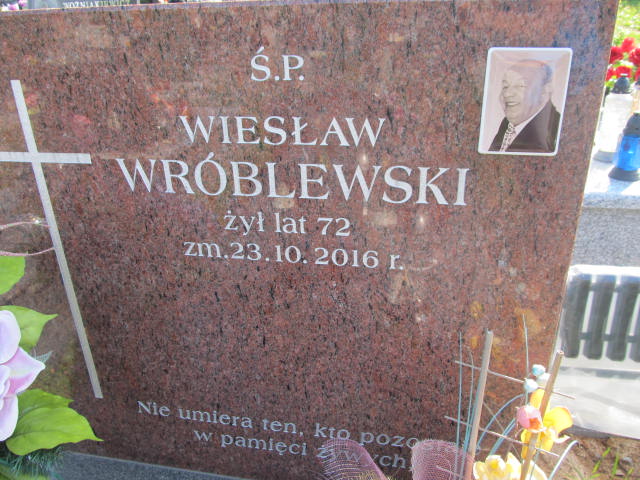 Ś.P.
WIESŁAW
WRÓBLEWSKI
żył lat 72
zm.23.10.2016 r.
Nie umiera ten, kto
w pamięci